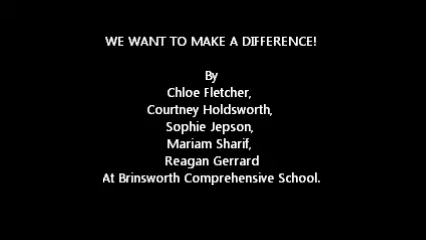 WE WANT TO MAKE A DIFFERENCE!
By
Chloe Fletcher,
Courtney Holdsworth,
Sophie Jepson,
Mariam Sharif,
Reagan Gerrard
At Brinsworth Comprehensive School.